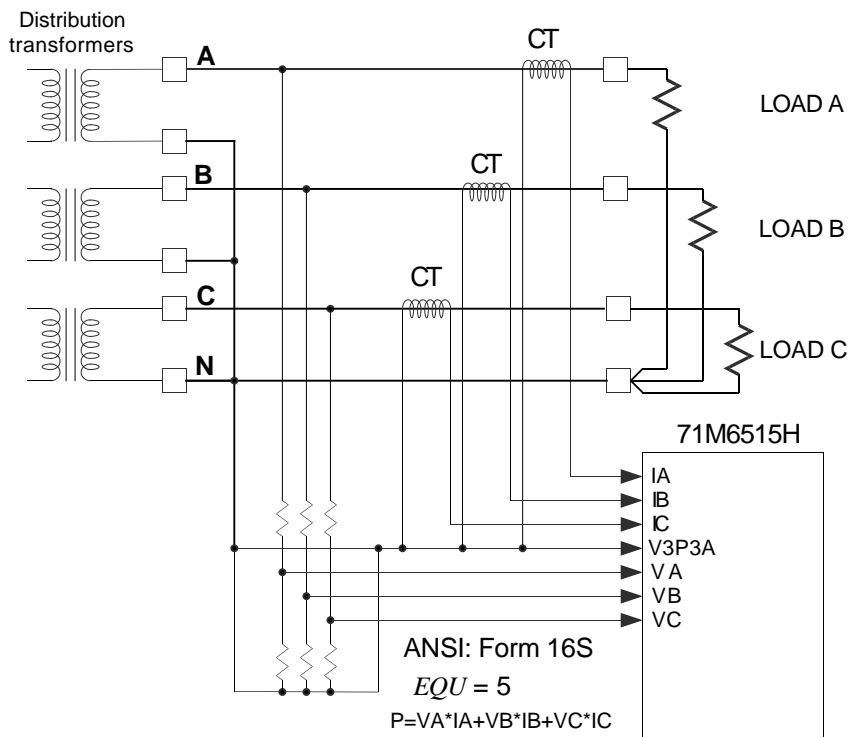 Distribution
transformers
A
CT
LOAD A
B
CT
LOAD B
C
CT
N
LOAD C
71M6515H
IA
IB
IC
V3P3A
VA
VB
VC
ANSI: Form 16S
EQU = 5
P=VA*IA+VB*IB+VC*IC